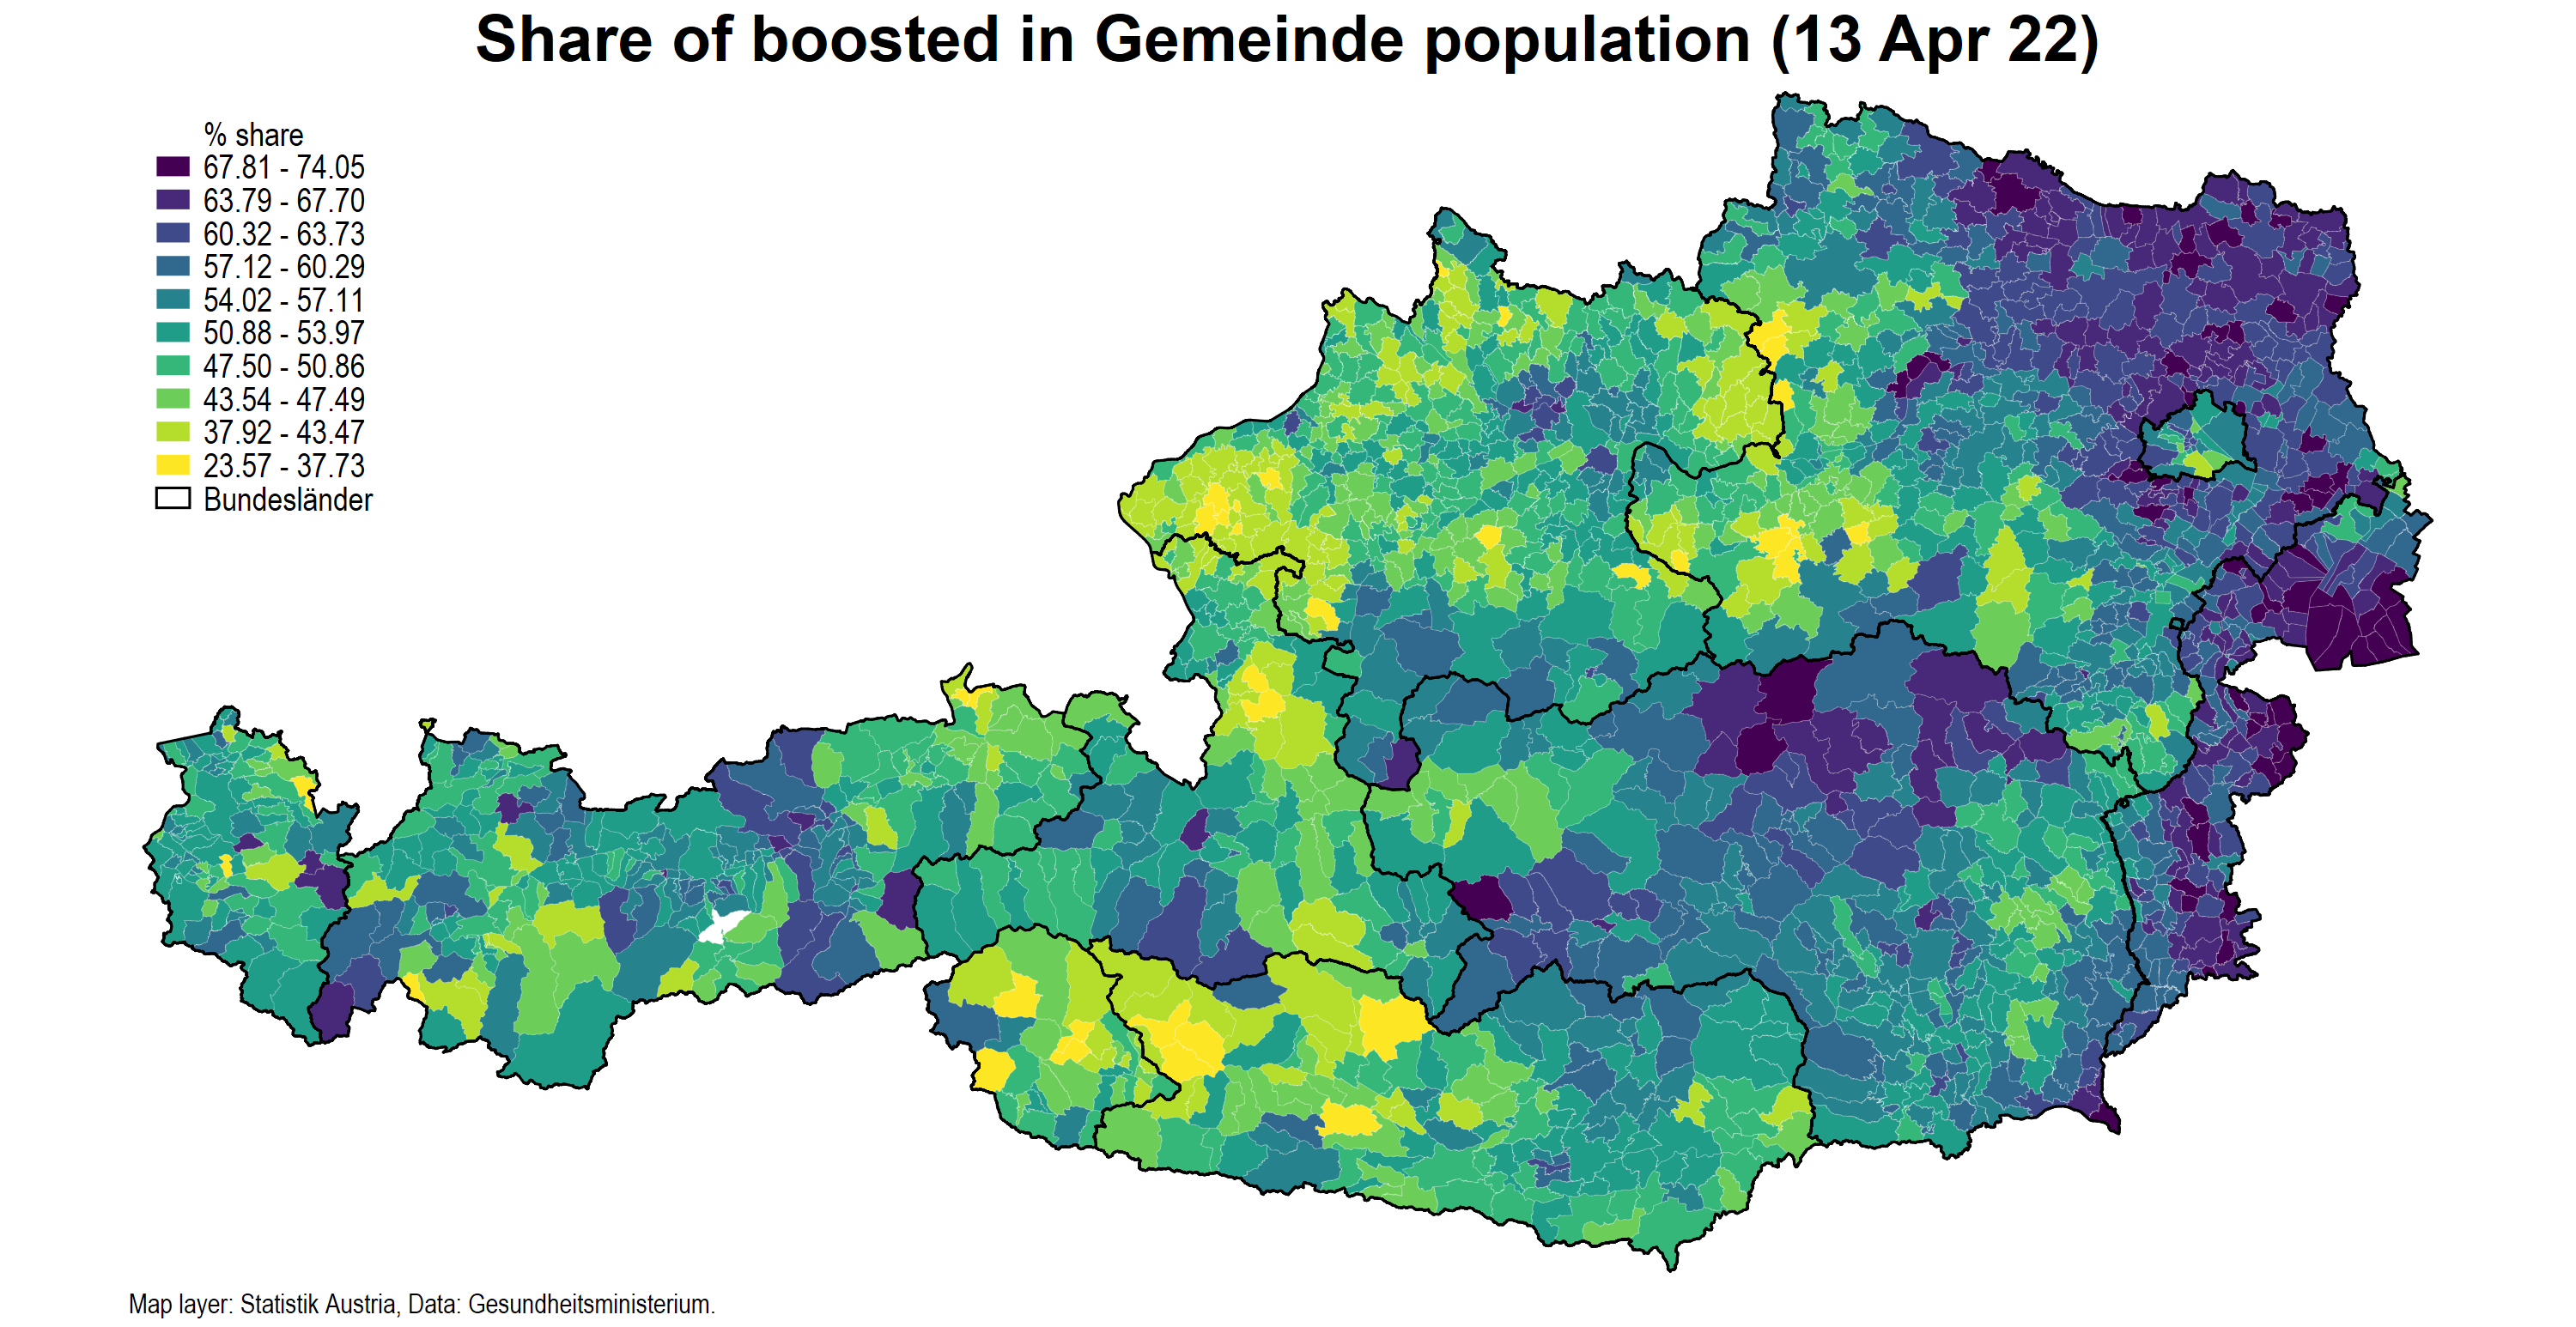 Share of boosted in Gemeinde population (13 Apr 22)
% share
67.81 - 74.05
63.79 - 67.70
60.32 - 63.73
57.12 - 60.29
54.02 - 57.11
50.88 - 53.97
47.50 - 50.86
43.54 - 47.49
37.92 - 43.47
23.57 - 37.73
Bundesländer
Map layer: Statistik Austria, Data: Gesundheitsministerium.